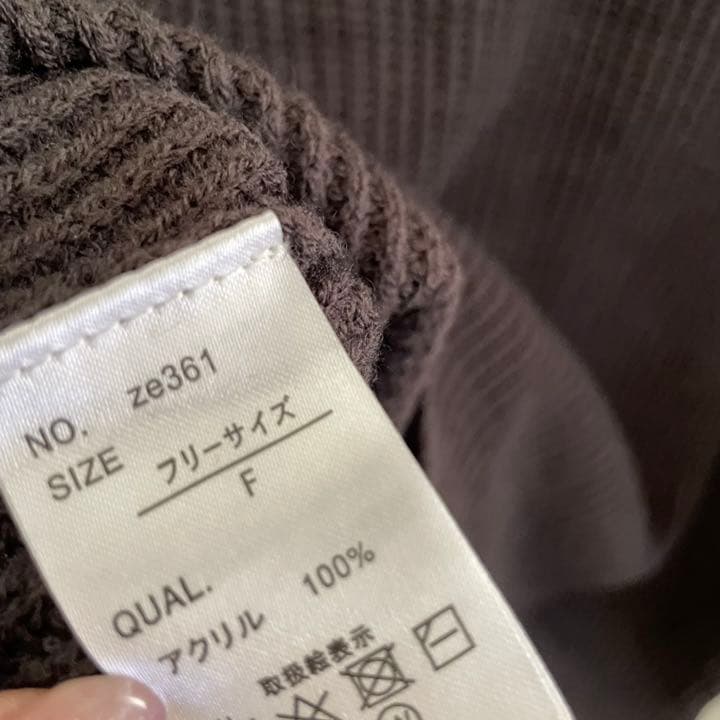 NO. ze361
SIZE フリーサイズ
F
QUAL.
アクリル 100%
取扱絵表示